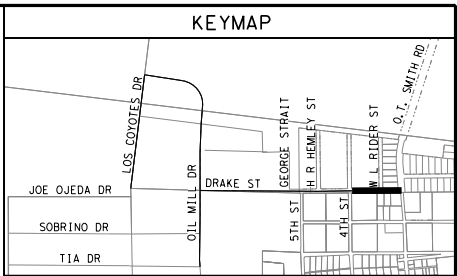 KEYMAP
LOS COYOTES DR
OIL MILL DR
GEORGE STRAIT
H R HEMLEY ST
W L RIDER ST
O. T. SMITH RD
DRAKE ST
JOE OJEDA DR
SOBRINO DR
TIA DR
5TH ST
4TH ST